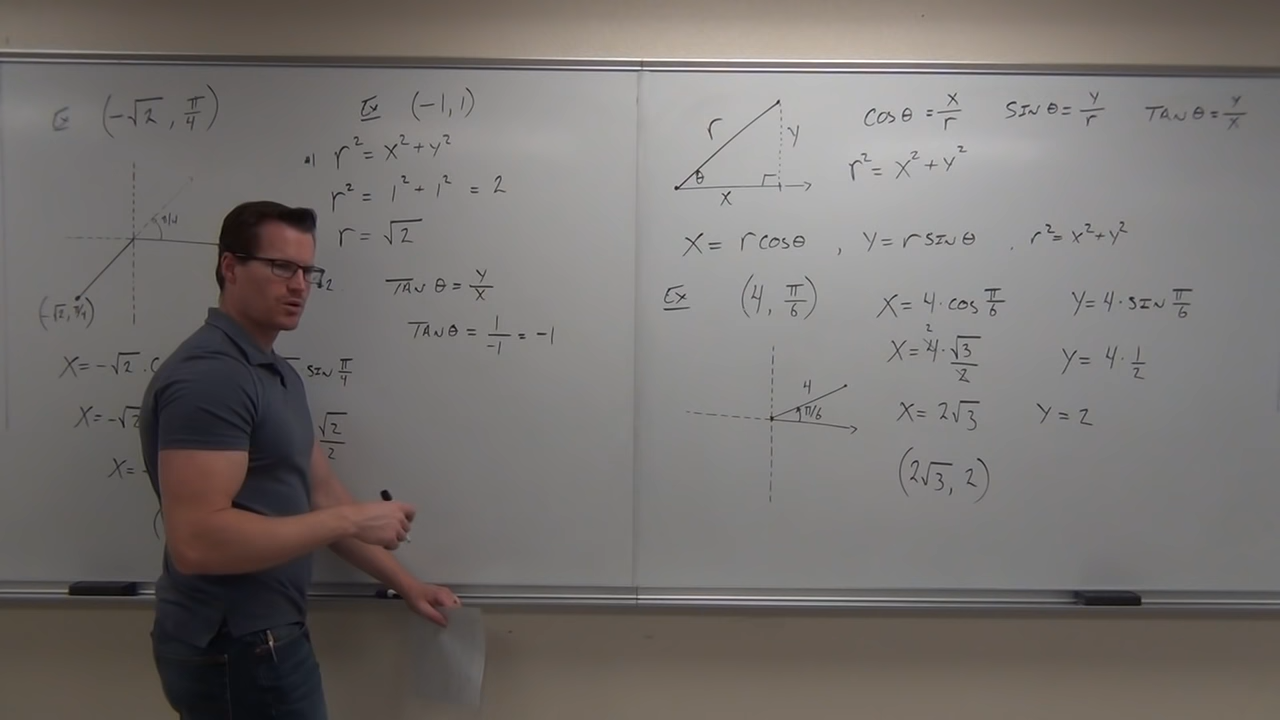 Ex (-√2, π/4)
π/4
(-√2, π/4)
X = -√2 ·
sin π/4
X = -√2
√2/2
X = -
Ex (-1, 1)
#1 r² = x² + y²
r² = 1² + 1² = 2
r = √2
#2 TAN θ = y/x
TAN θ = 1/-1 = -1
r
y
θ
x
cos θ = x/r SIN θ = y/r TAN θ = y/x
r² = x² + y²
X = r cos θ , Y = r SIN θ , r² = x² + y²
Ex (4, π/6) X = 4 · cos π/6 Y = 4 · SIN π/6
X = 4 · √3/2 2 Y = 4 · 1/2
4
π/6
X = 2√3 Y = 2
(2√3, 2)